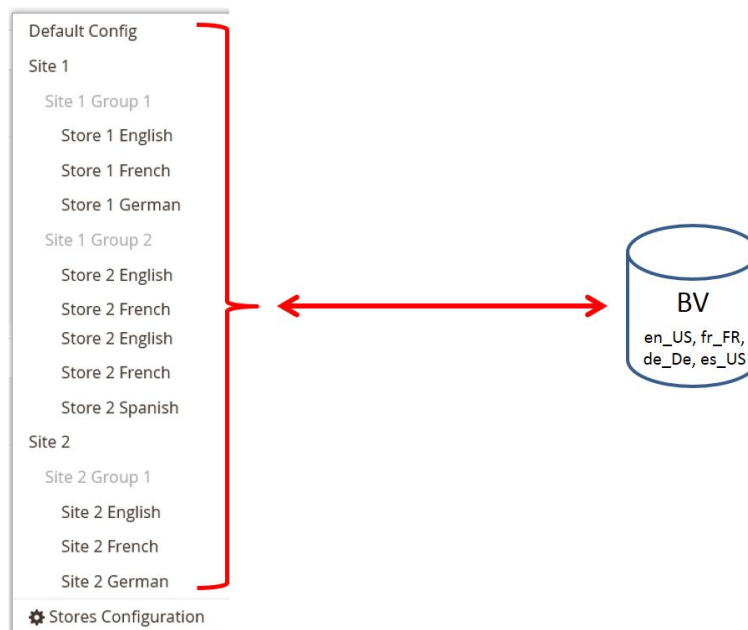 Default Config
Site 1
Site 1 Group 1
Store 1 English
Store 1 French
Store 1 German
Site 1 Group 2
Store 2 English
Store 2 French
Store 2 English
Store 2 French
Store 2 Spanish
Site 2
Site 2 Group 1
Site 2 English
Site 2 French
Site 2 German
Stores Configuration
BV
en_US, fr_FR,
de_De, es_US